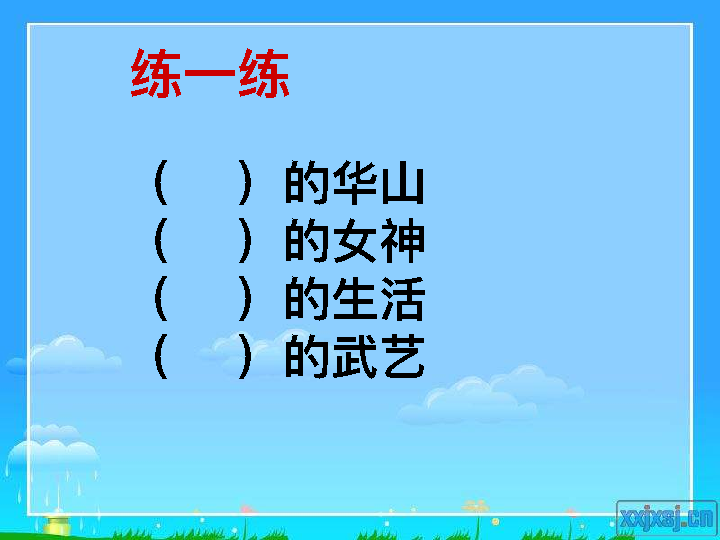 练一练
（ ）的华山
（ ）的女神
（ ）的生活
（ ）的武艺
xxjxsj.cn